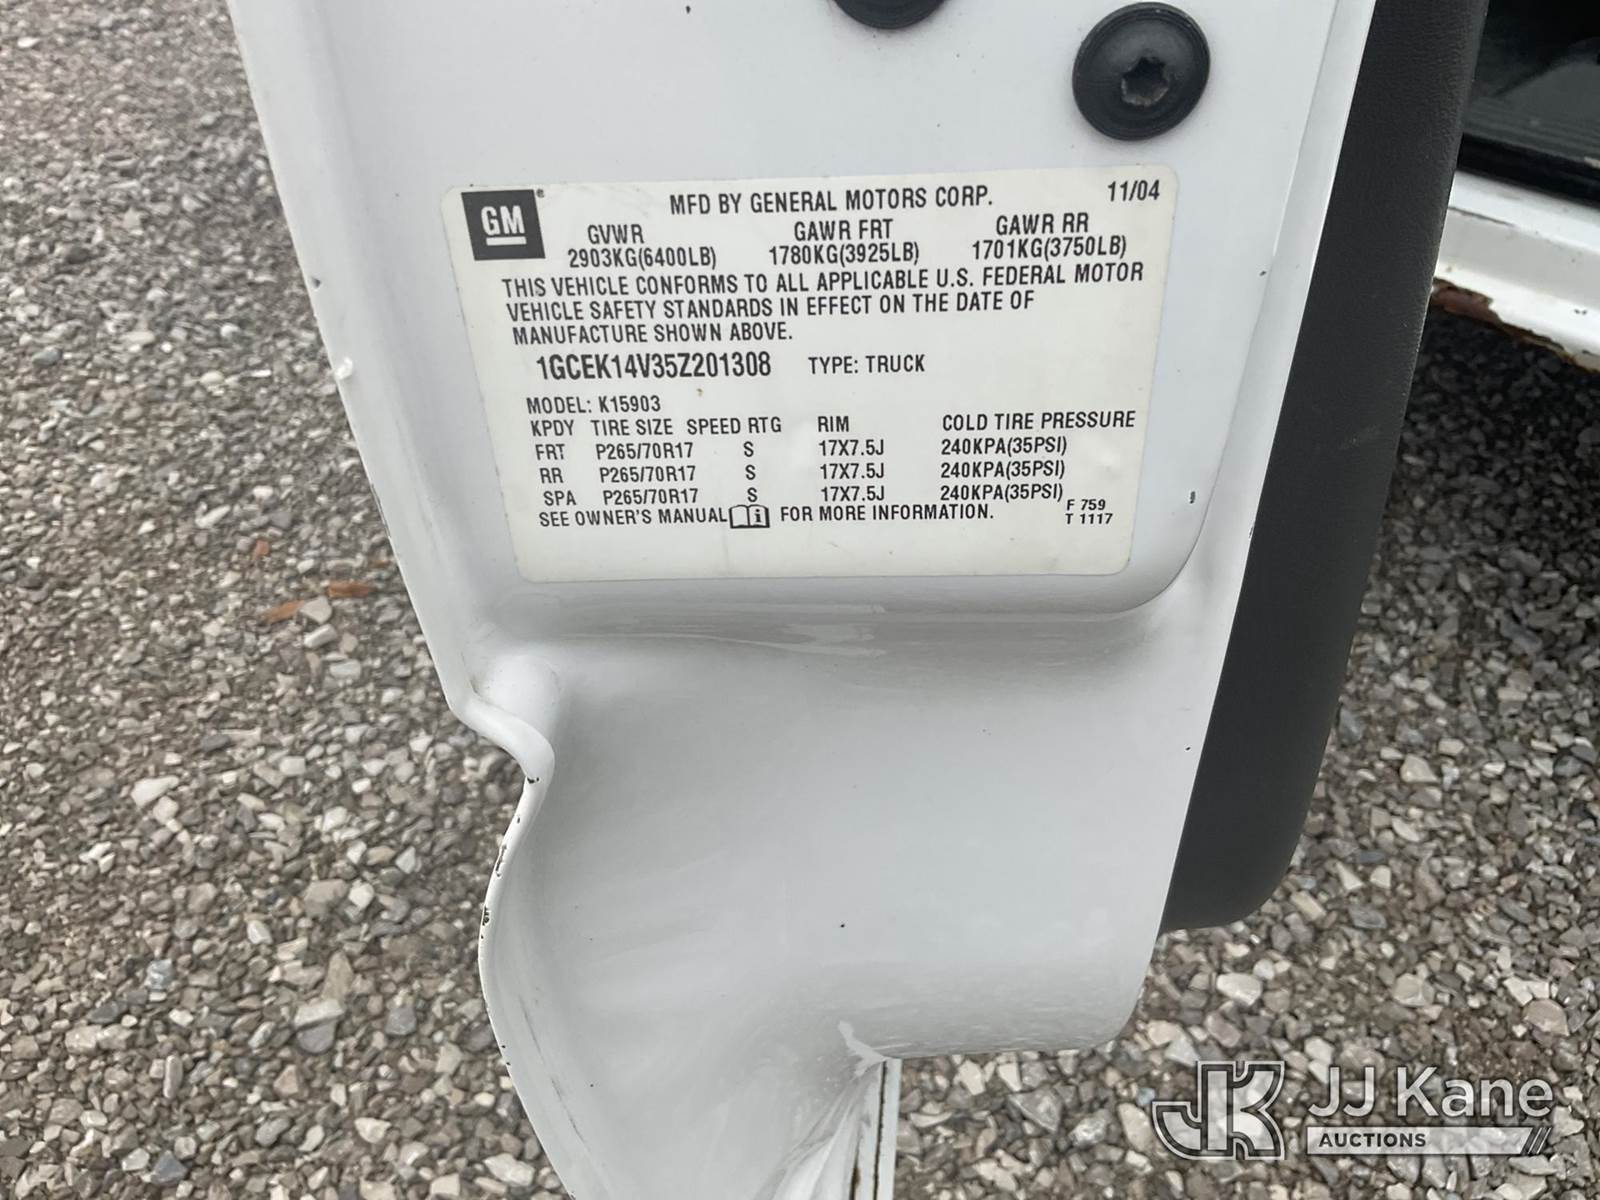 GM ® MFD BY GENERAL MOTORS CORP. 11/04
GVWR GAWR FRT GAWR RR
2903KG(6400LB) 1780KG(3925LB) 1701KG(3750LB)
THIS VEHICLE CONFORMS TO ALL APPLICABLE U.S. FEDERAL MOTOR
VEHICLE SAFETY STANDARDS IN EFFECT ON THE DATE OF
MANUFACTURE SHOWN ABOVE.
1GCEK14V35Z201308 TYPE: TRUCK
MODEL: K15903
KPDY TIRE SIZE SPEED RTG RIM COLD TIRE PRESSURE
FRT P265/70R17 S 17X7.5J 240KPA(35PSI)
RR P265/70R17 S 17X7.5J 240KPA(35PSI)
SPA P265/70R17 S 17X7.5J 240KPA(35PSI)
SEE OWNER'S MANUAL i FOR MORE INFORMATION. F 759
T 1117
JK JJ Kane
AUCTIONS